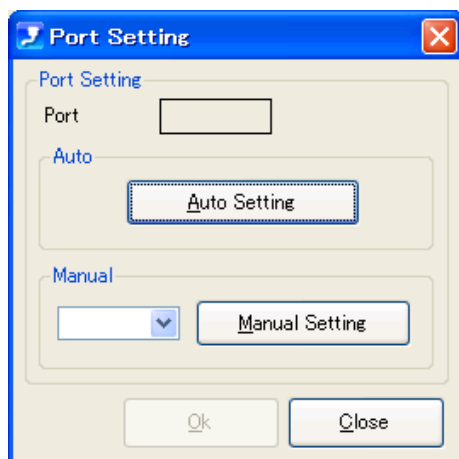 Port Setting
Port Setting
Port
Auto
Auto Setting
Manual
Manual Setting
Ok
Close